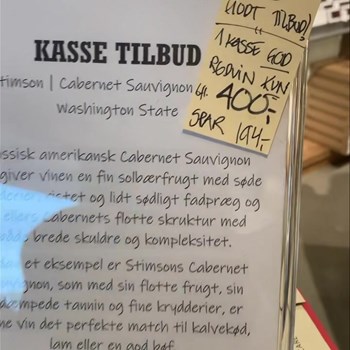 HODT TILBUD!
1 KASSE GOD
RØDVIN KUN
400,-
SPAR 194,-
KASSE TILBUD
Stimson | Cabernet Sauvignon
Washington State
amerikansk Cabernet Sauvignon
giver vinen en fin solbærfrugt med søde
og lidt sødligt fadpræg og
ellers Cabernets flotte skruktur med
brede skuldre og kompleksitet.
et eksempel er Stimsons Cabernet
som med sin flotte frugt, sin
tannin og fine krydderier, er
vin det perfekte match til kalvekød,
lam eller en god bøf.